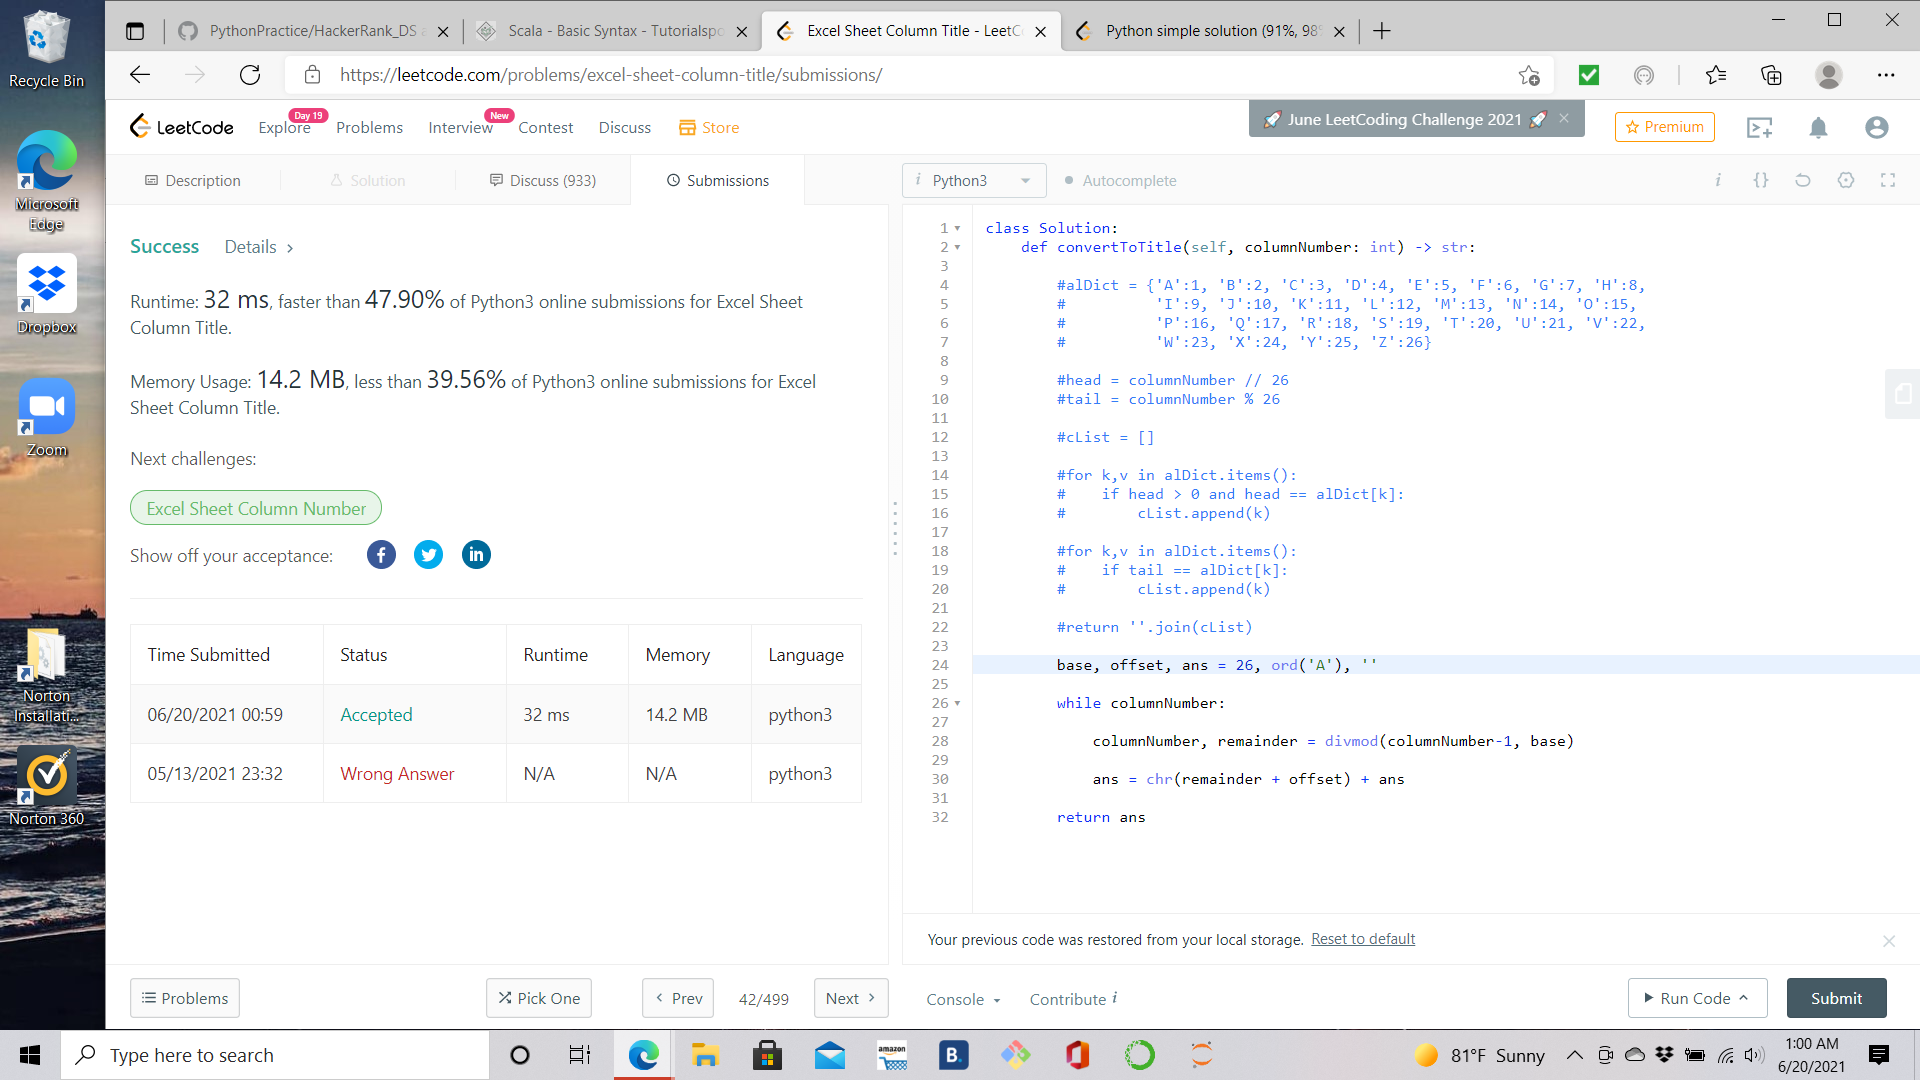 Recycle Bin
Microsoft Edge
Dropbox
Zoom
Norton Installati...
Norton 360
PythonPractice/HackerRank_DS a
Scala - Basic Syntax - Tutorialspo
Excel Sheet Column Title - LeetCo
Python simple solution (91%, 98%
https://leetcode.com/problems/excel-sheet-column-title/submissions/
LeetCode
Explore
Day 19
Problems
Interview
New
Contest
Discuss
Store
June LeetCoding Challenge 2021
Premium
Description
Solution
Discuss (933)
Submissions
i Python3
Autocomplete
i {}
Success Details >
Runtime: 32 ms, faster than 47.90% of Python3 online submissions for Excel Sheet
Column Title.
Memory Usage: 14.2 MB, less than 39.56% of Python3 online submissions for Excel
Sheet Column Title.
Next challenges:
Excel Sheet Column Number
Show off your acceptance:
Time Submitted Status Runtime Memory Language
06/20/2021 00:59 Accepted 32 ms 14.2 MB python3
05/13/2021 23:32 Wrong Answer N/A N/A python3
1 class Solution:
2 def convertToTitle(self, columnNumber: int) -> str:
3
4 #alDict = {'A':1, 'B':2, 'C':3, 'D':4, 'E':5, 'F':6, 'G':7, 'H':8,
5 # 'I':9, 'J':10, 'K':11, 'L':12, 'M':13, 'N':14, 'O':15,
6 # 'P':16, 'Q':17, 'R':18, 'S':19, 'T':20, 'U':21, 'V':22,
7 # 'W':23, 'X':24, 'Y':25, 'Z':26}
8
9 #head = columnNumber // 26
10 #tail = columnNumber % 26
11
12 #cList = []
13
14 #for k,v in alDict.items():
15 # if head > 0 and head == alDict[k]:
16 # cList.append(k)
17
18 #for k,v in alDict.items():
19 # if tail == alDict[k]:
20 # cList.append(k)
21
22 #return ''.join(cList)
23
24 base, offset, ans = 26, ord('A'), ''
25
26 while columnNumber:
27
28 columnNumber, remainder = divmod(columnNumber-1, base)
29
30 ans = chr(remainder + offset) + ans
31
32 return ans
Your previous code was restored from your local storage. Reset to default
Problems
Pick One
< Prev
42/499
Next >
Console
Contribute i
Run Code
Submit
Type here to search
amazon
B.
81°F Sunny
1:00 AM
6/20/2021